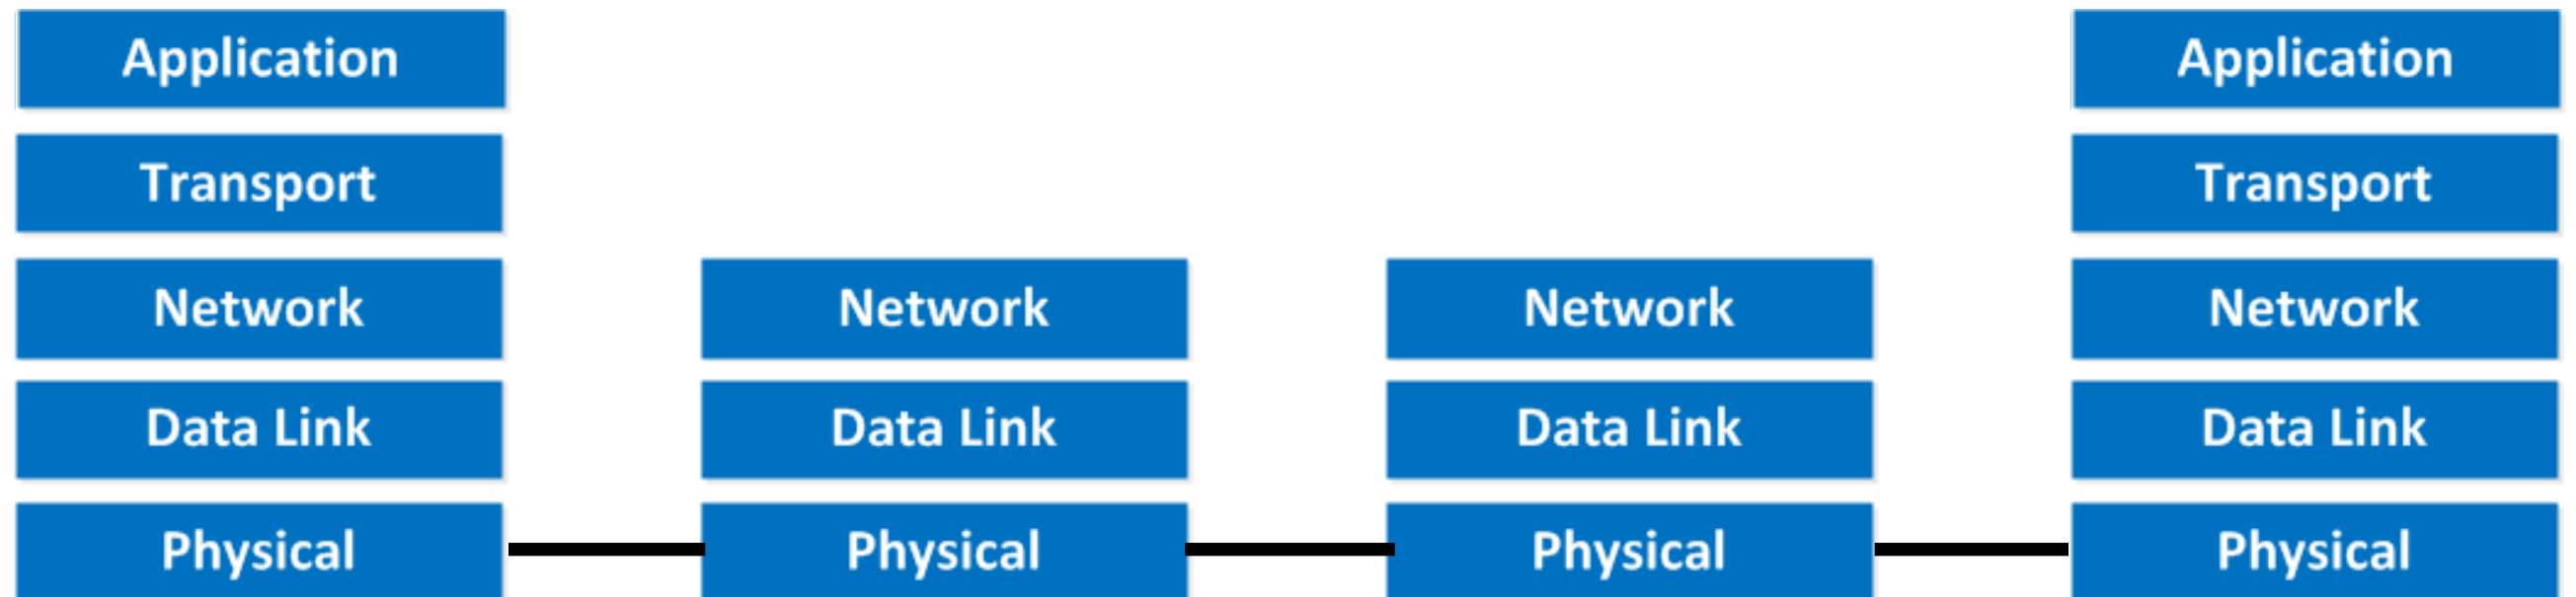 Application
Application
Transport
Transport
Network
Network
Network
Network
Data Link
Data Link
Data Link
Data Link
Physical
Physical
Physical
Physical